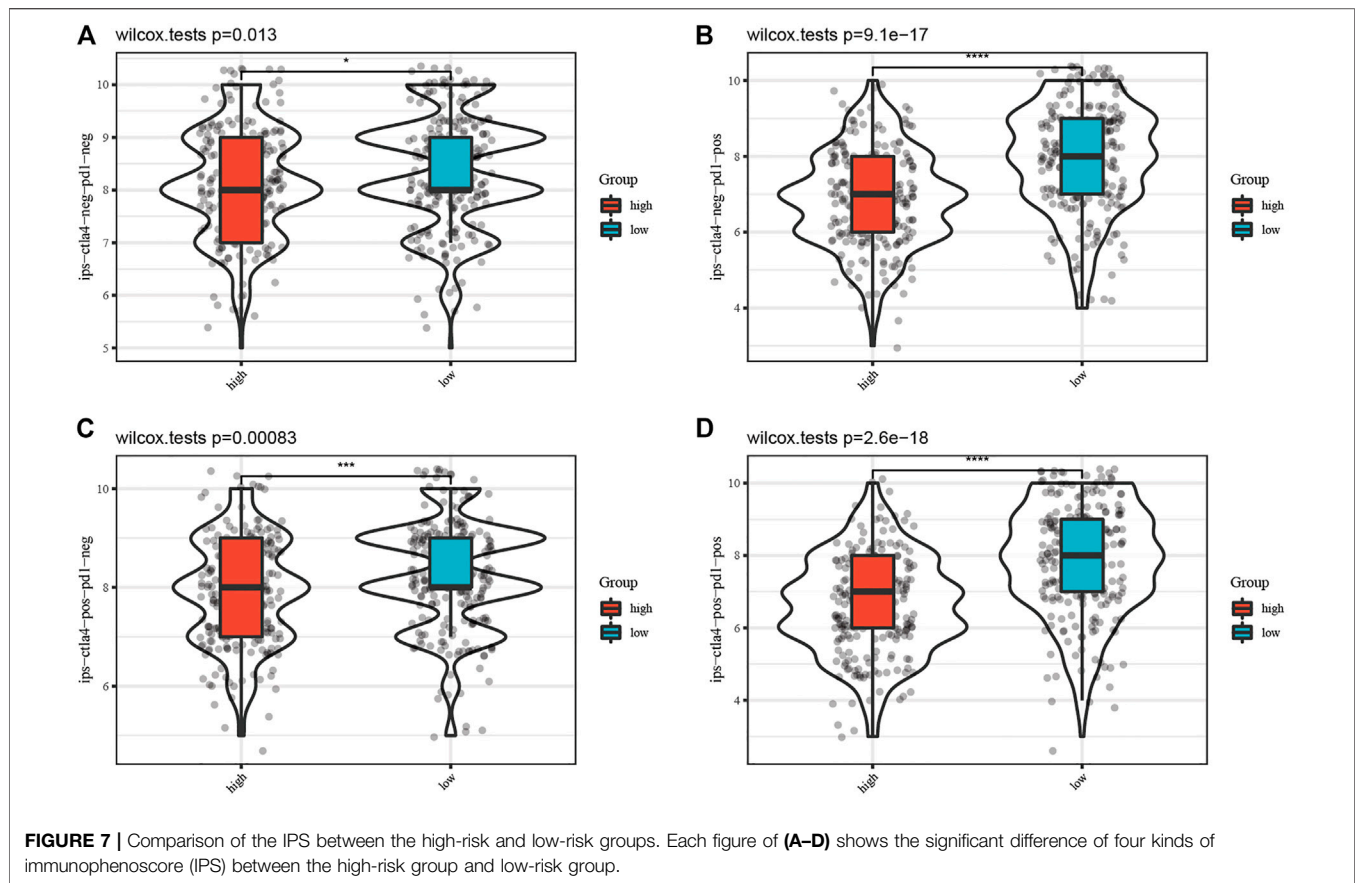 A
wilcox.tests p=0.013
*
ips−ctla4−neg−pd1−neg
10
9
8
7
6
5
high
low
Group
high
low
B
wilcox.tests p=9.1e−17
****
ips−ctla4−neg−pd1−pos
10
8
6
4
high
low
Group
high
low
C
wilcox.tests p=0.00083
***
ips−ctla4−pos−pd1−neg
10
8
6
high
low
Group
high
low
D
wilcox.tests p=2.6e−18
****
ips−ctla4−pos−pd1−pos
10
8
6
4
high
low
Group
high
low
FIGURE 7 | Comparison of the IPS between the high-risk and low-risk groups. Each figure of (A–D) shows the significant difference of four kinds of
immunophenoscore (IPS) between the high-risk group and low-risk group.